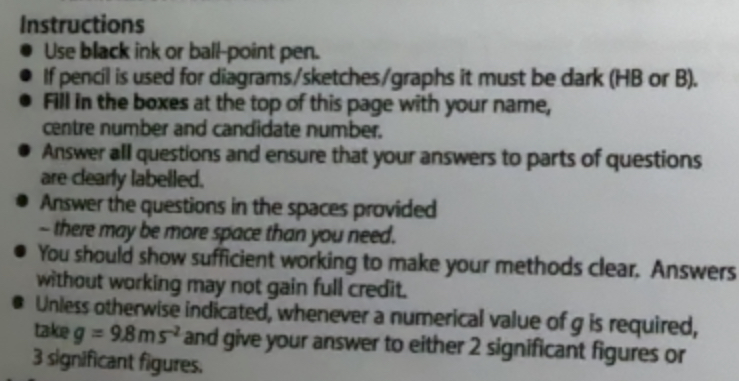 Instructions
• Use black ink or ball-point pen.
• If pencil is used for diagrams/sketches/graphs it must be dark (HB or B).
• Fill in the boxes at the top of this page with your name,
centre number and candidate number.
• Answer all questions and ensure that your answers to parts of questions
are clearly labelled.
• Answer the questions in the spaces provided
– there may be more space than you need.
• You should show sufficient working to make your methods clear. Answers
without working may not gain full credit.
• Unless otherwise indicated, whenever a numerical value of g is required,
take g = 9.8 m s⁻² and give your answer to either 2 significant figures or
3 significant figures.